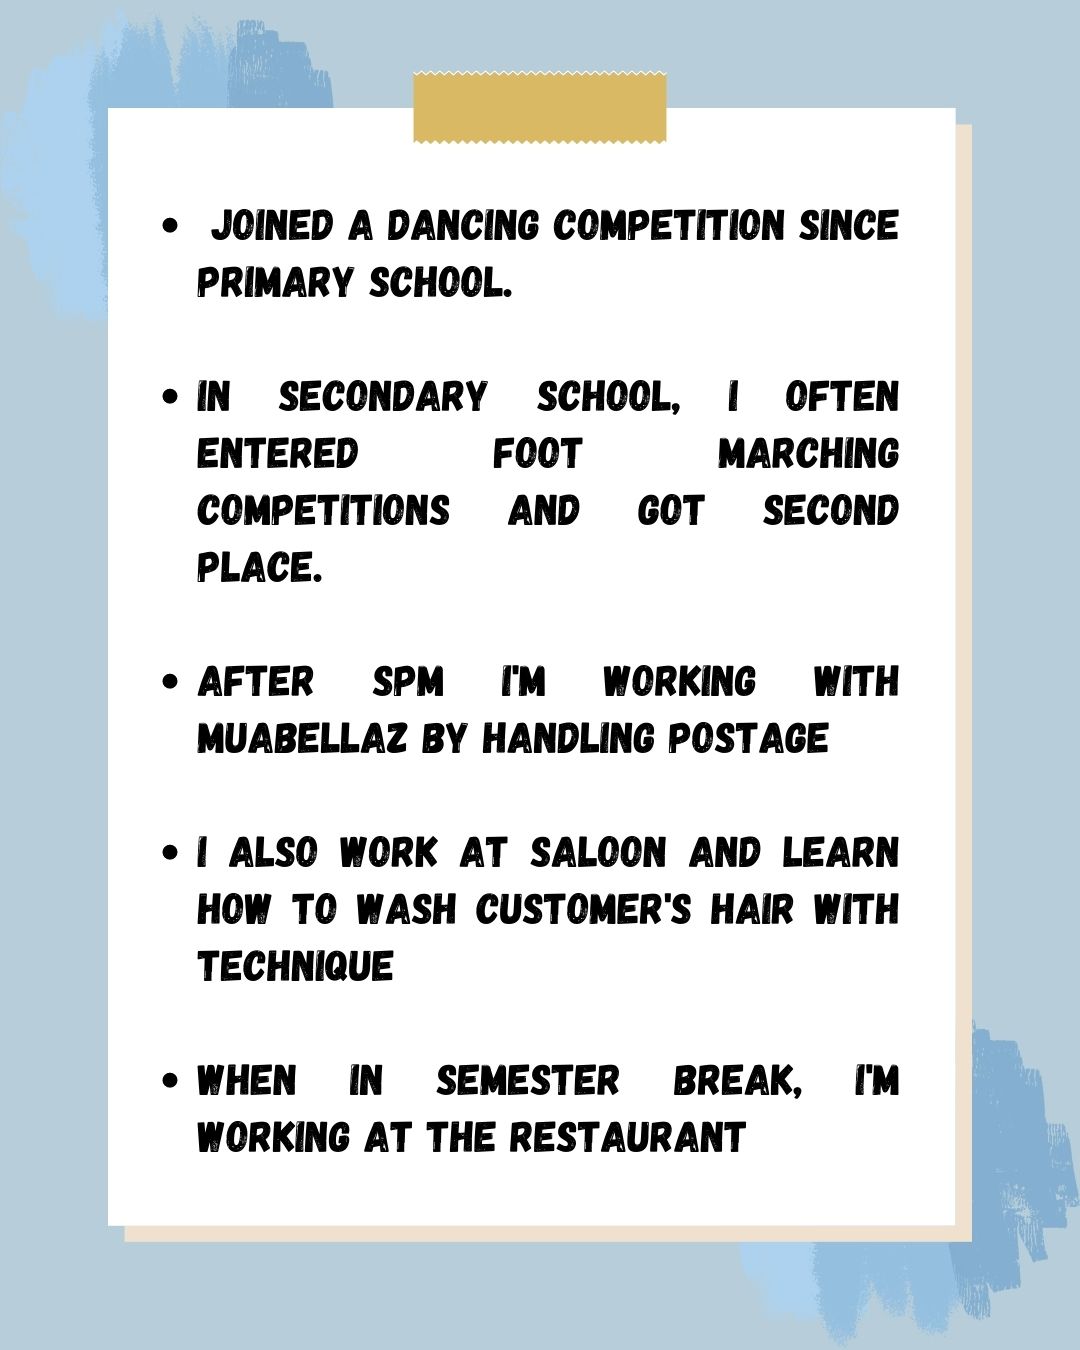 • JOINED A DANCING COMPETITION SINCE
PRIMARY SCHOOL.
• IN SECONDARY SCHOOL, I OFTEN
ENTERED FOOT MARCHING
COMPETITIONS AND GOT SECOND
PLACE.
• AFTER SPM I'M WORKING WITH
MUABELLAZ BY HANDLING POSTAGE
• I ALSO WORK AT SALOON AND LEARN
HOW TO WASH CUSTOMER'S HAIR WITH
TECHNIQUE
• WHEN IN SEMESTER BREAK, I'M
WORKING AT THE RESTAURANT